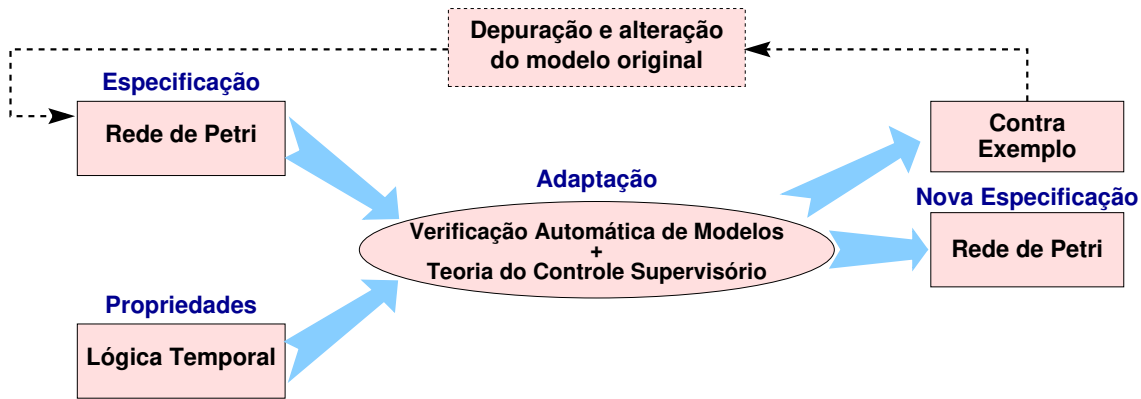 Depuração e alteração
do modelo original
Especificação
Rede de Petri
Contra
Exemplo
Adaptação
Nova Especificação
Verificação Automática de Modelos
+
Teoria do Controle Supervisório
Rede de Petri
Propriedades
Lógica Temporal